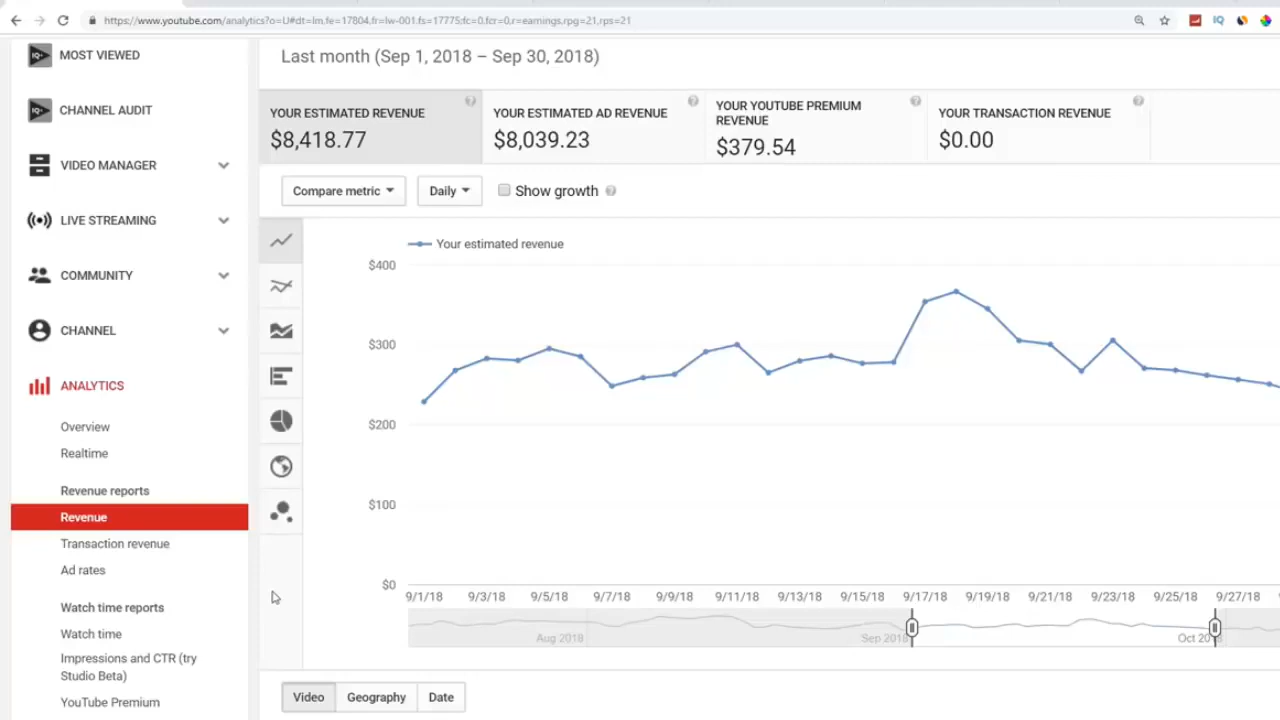 https://www.youtube.com/analytics?o=U#dt=lm,fe=17804,fr=lw-001,fs=17775;fc=0,fcr=0,r=earnings,rpg=21,rps=21
MOST VIEWED
CHANNEL AUDIT
VIDEO MANAGER
LIVE STREAMING
COMMUNITY
CHANNEL
ANALYTICS
Overview
Realtime
Revenue reports
Revenue
Transaction revenue
Ad rates
Watch time reports
Watch time
Impressions and CTR (try
Studio Beta)
YouTube Premium
Last month (Sep 1, 2018 – Sep 30, 2018)
YOUR ESTIMATED REVENUE
$8,418.77
YOUR ESTIMATED AD REVENUE
$8,039.23
YOUR YOUTUBE PREMIUM
REVENUE
$379.54
YOUR TRANSACTION REVENUE
$0.00
Compare metric Daily Show growth
Your estimated revenue
$400
$300
$200
$100
$0
9/1/18 9/3/18 9/5/18 9/7/18 9/9/18 9/11/18 9/13/18 9/15/18 9/17/18 9/19/18 9/21/18 9/23/18 9/25/18 9/27/18
Aug 2018 Sep 2018 Oct
Video Geography Date